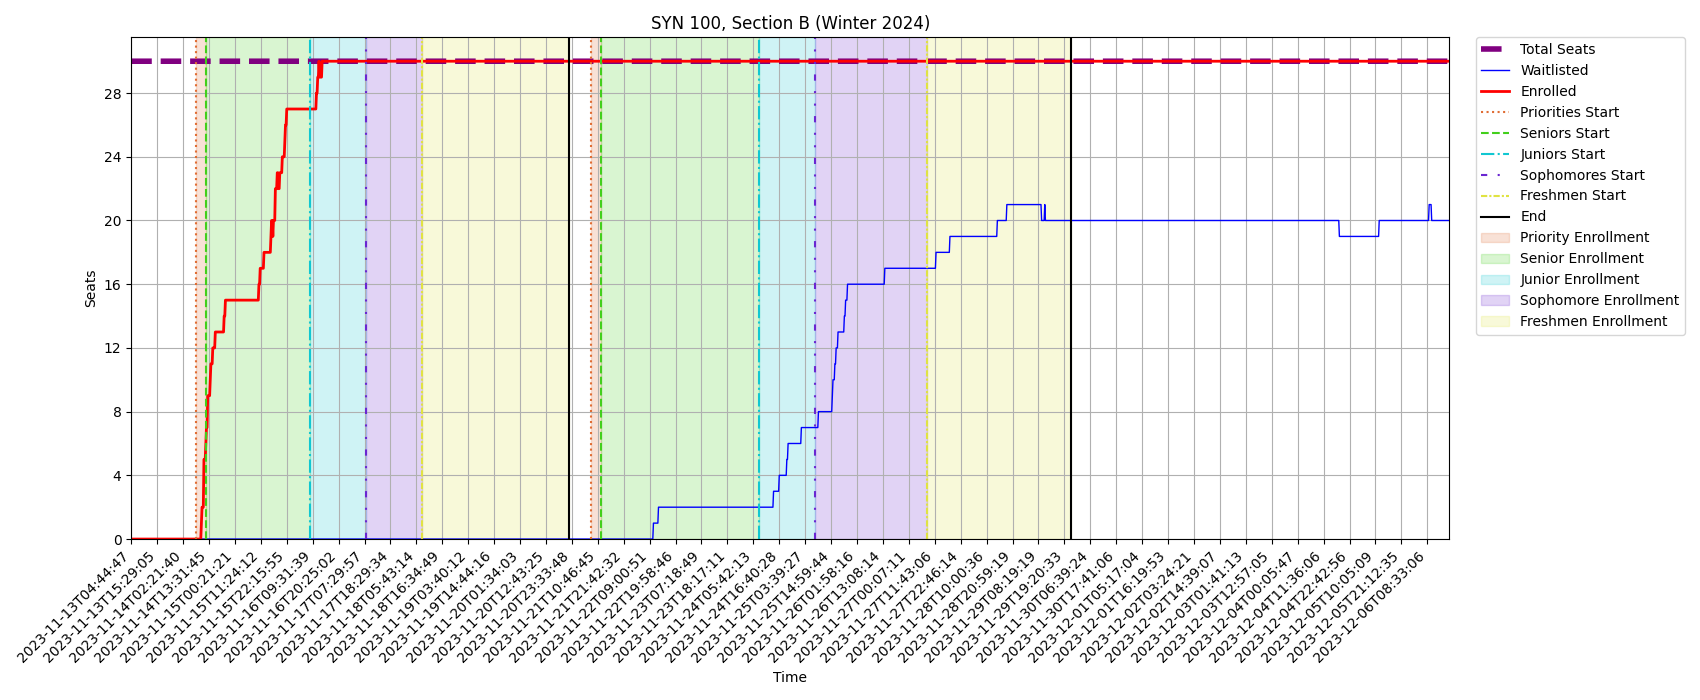 SYN 100, Section B (Winter 2024)
Total Seats
Waitlisted
Enrolled
Priorities Start
Seniors Start
Juniors Start
Sophomores Start
Freshmen Start
End
Priority Enrollment
Senior Enrollment
Junior Enrollment
Sophomore Enrollment
Freshmen Enrollment
Seats
28
24
20
16
12
8
4
0
2023-11-13T04:44:47
2023-11-13T15:29:05
2023-11-14T02:21:40
2023-11-14T13:31:45
2023-11-15T00:21:21
2023-11-15T11:24:12
2023-11-15T22:15:55
2023-11-16T09:31:39
2023-11-16T20:25:02
2023-11-17T07:29:57
2023-11-17T18:29:34
2023-11-18T05:43:14
2023-11-18T16:34:49
2023-11-19T03:40:12
2023-11-19T14:44:16
2023-11-20T01:34:03
2023-11-20T12:43:25
2023-11-20T23:33:48
2023-11-21T10:46:45
2023-11-21T21:42:32
2023-11-22T09:00:51
2023-11-22T19:58:46
2023-11-23T07:18:49
2023-11-23T18:17:11
2023-11-24T05:42:13
2023-11-24T16:40:28
2023-11-25T03:39:27
2023-11-25T14:59:44
2023-11-26T01:58:16
2023-11-26T13:08:14
2023-11-27T00:07:11
2023-11-27T11:43:06
2023-11-27T22:46:14
2023-11-28T10:00:36
2023-11-28T20:59:19
2023-11-29T08:19:19
2023-11-29T19:20:33
2023-11-30T06:39:24
2023-11-30T17:41:06
2023-12-01T05:17:04
2023-12-01T16:19:53
2023-12-02T03:24:21
2023-12-02T14:39:07
2023-12-03T01:41:13
2023-12-03T12:57:05
2023-12-04T00:05:47
2023-12-04T11:36:06
2023-12-04T22:42:56
2023-12-05T10:05:09
2023-12-05T21:12:35
2023-12-06T08:33:06
Time